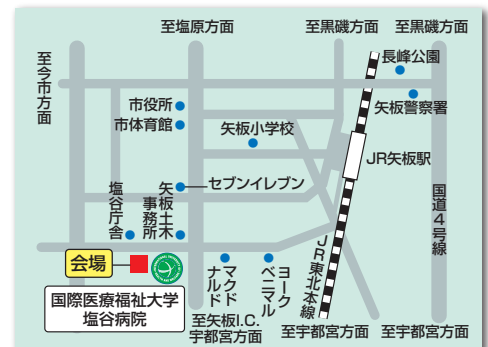 至塩原方面
至黒磯方面
至黒磯方面
至今市方面
長峰公園
市役所
市体育館
矢板小学校
矢板警察署
JR矢板駅
セブンイレブン
塩谷庁舎
矢板土木
事務所
国道4号線
JR東北本線
会場
国際医療福祉大学
塩谷病院
マクド
ナルド
ヨーク
ベニマル
至矢板I.C.
宇都宮方面
至宇都宮方面
至宇都宮方面